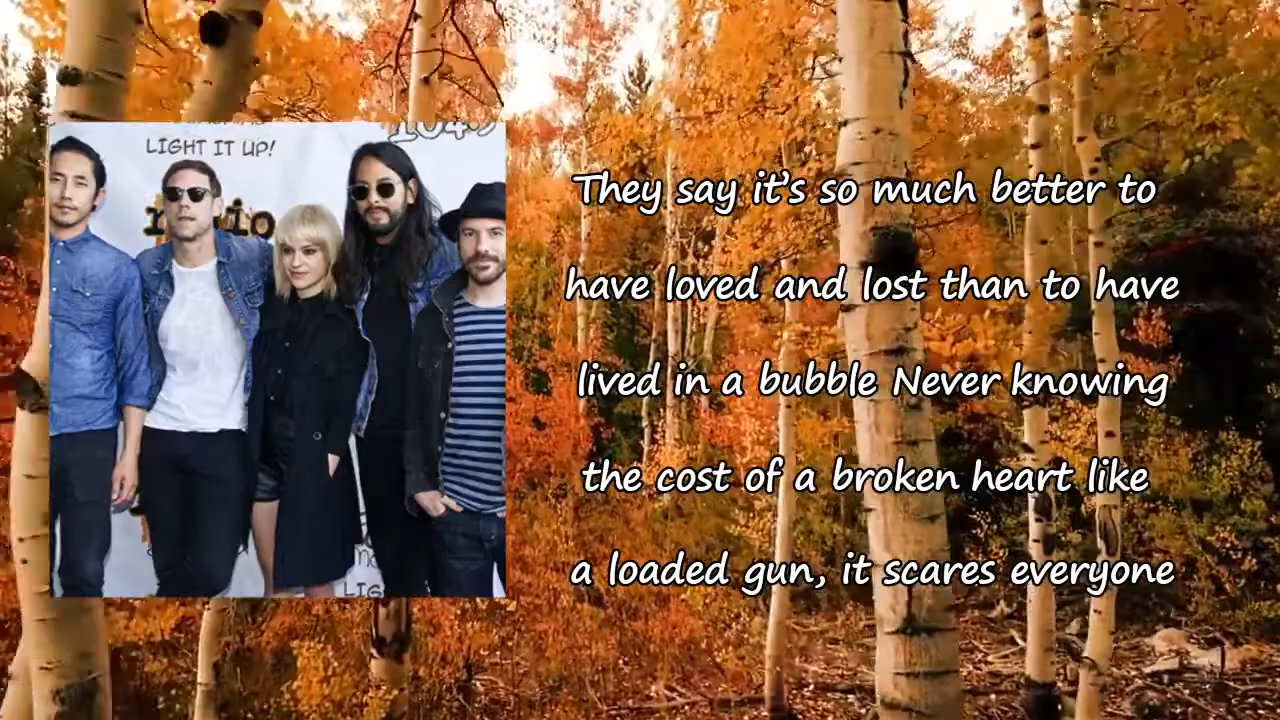 LIGHT IT UP!
They say it's so much better to
have loved and lost than to have
lived in a bubble Never knowing
the cost of a broken heart like
a loaded gun, it scares everyone